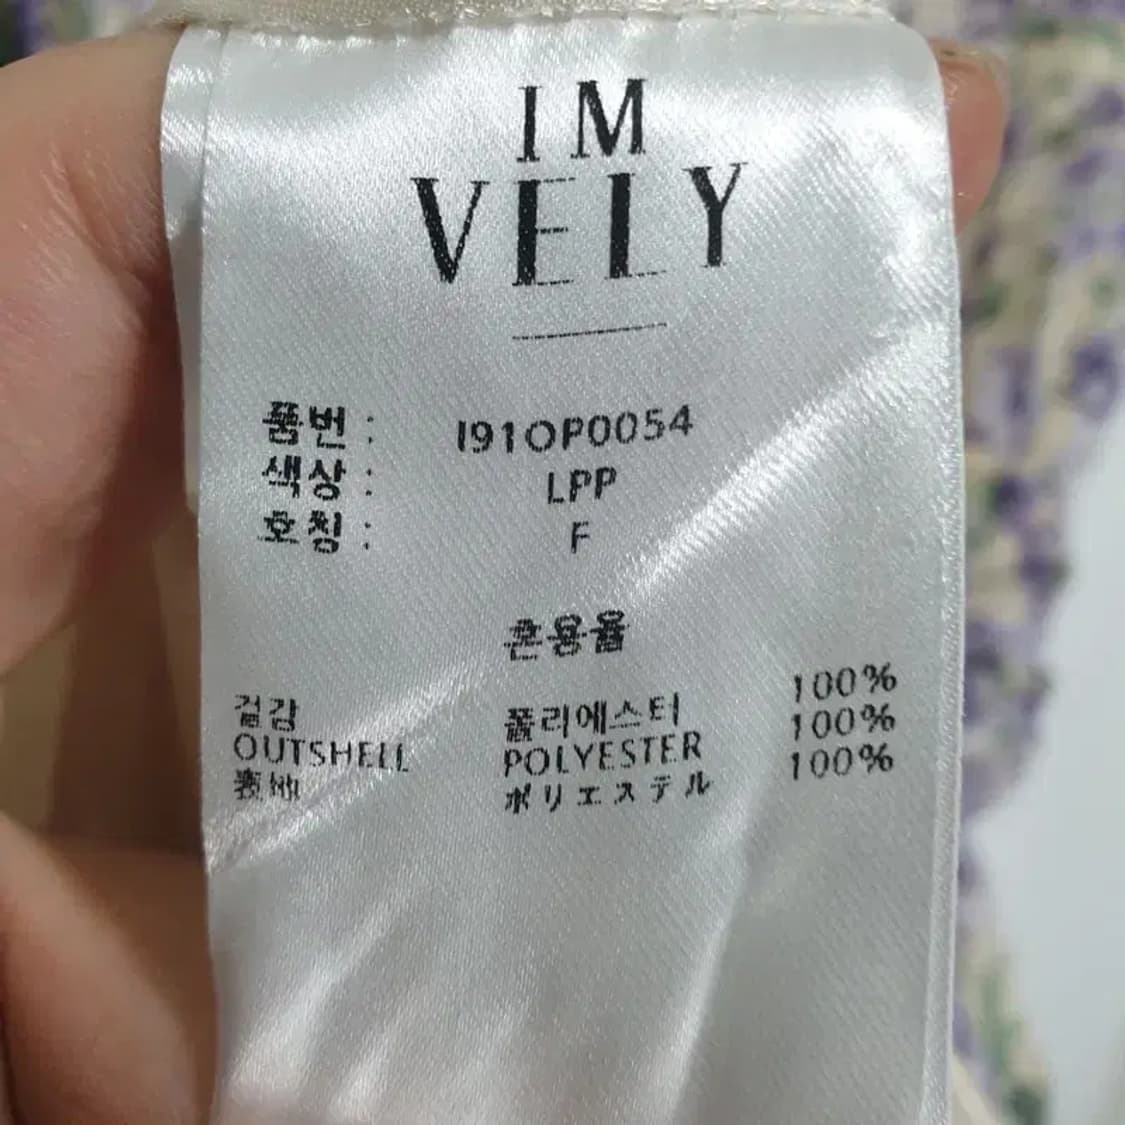 IM
VELY
품번 : I91OP0054
색상 : LPP
호칭 : F
혼용율
겉감 폴리에스터 100%
OUTSHELL POLYESTER 100%
表地 ポリエステル 100%